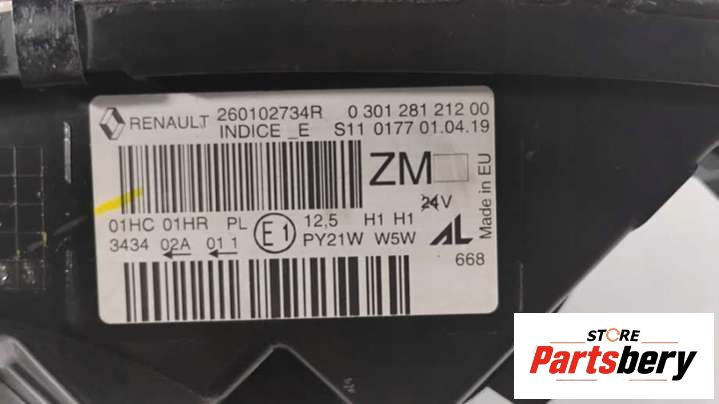 RENAULT 260102734R 0 301 281 212 00
INDICE _E S11 0177 01.04.19
ZM
24V
Made in EU
01HC 01HR PL E1 12,5 H1 H1
3434 02A 01 1 PY21W W5W AL
668
STORE
Partsbery